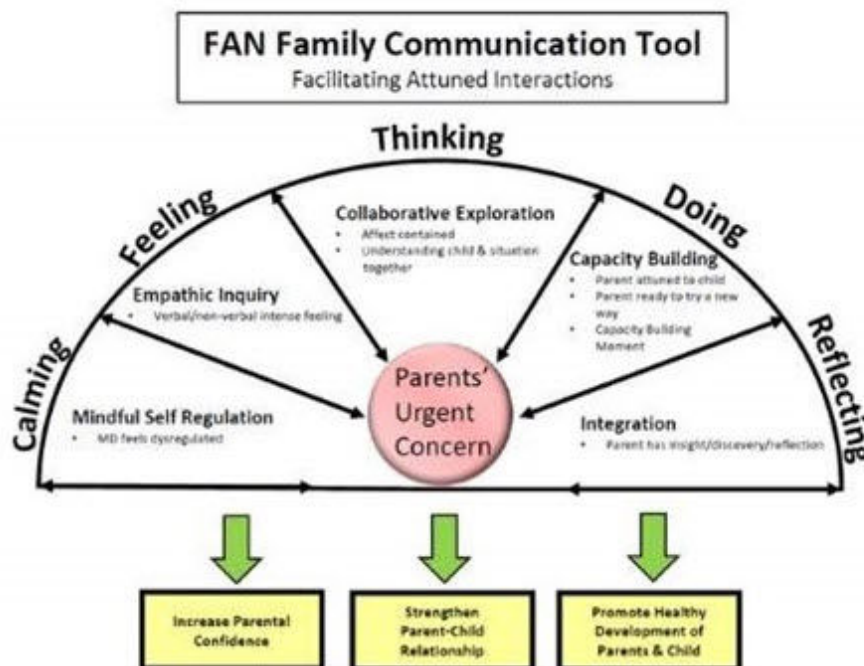 FAN Family Communication Tool
Facilitating Attuned Interactions
Calming
Feeling
Thinking
Doing
Reflecting
Mindful Self Regulation
• MD feels dysregulated
Empathic Inquiry
• Verbal/non-verbal intense feeling
Collaborative Exploration
• Affect contained
• Understanding child & situation
together
Capacity Building
• Parent attuned to child
• Parent ready to try a new
way
• Capacity Building
Moment
Integration
• Parent has insight/discovery/reflection
Parents'
Urgent
Concern
Increase Parental
Confidence
Strengthen
Parent-Child
Relationship
Promote Healthy
Development of
Parents & Child